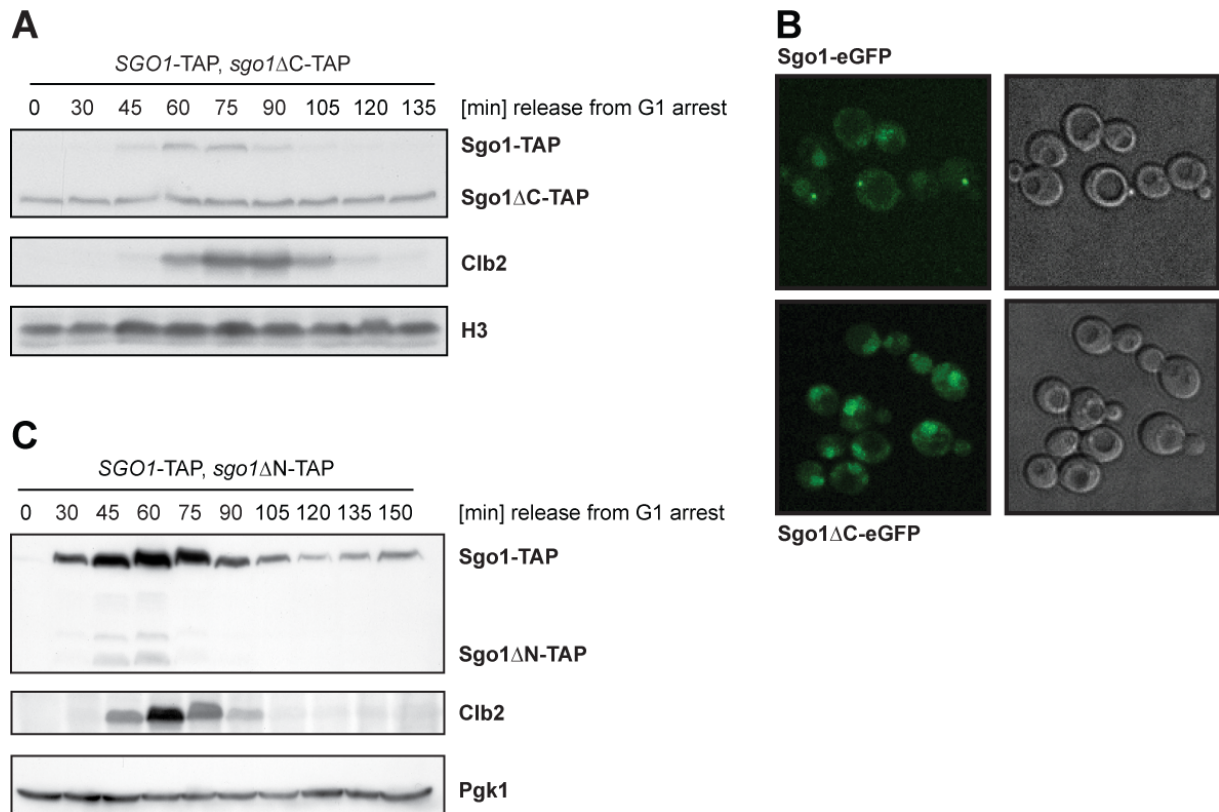 A
SGO1-TAP, sgo1ΔC-TAP
0 30 45 60 75 90 105 120 135 [min] release from G1 arrest
Sgo1-TAP
Sgo1ΔC-TAP
Clb2
H3
B
Sgo1-eGFP
Sgo1ΔC-eGFP
C
SGO1-TAP, sgo1ΔN-TAP
0 30 45 60 75 90 105 120 135 150 [min] release from G1 arrest
Sgo1-TAP
Sgo1ΔN-TAP
Clb2
Pgk1